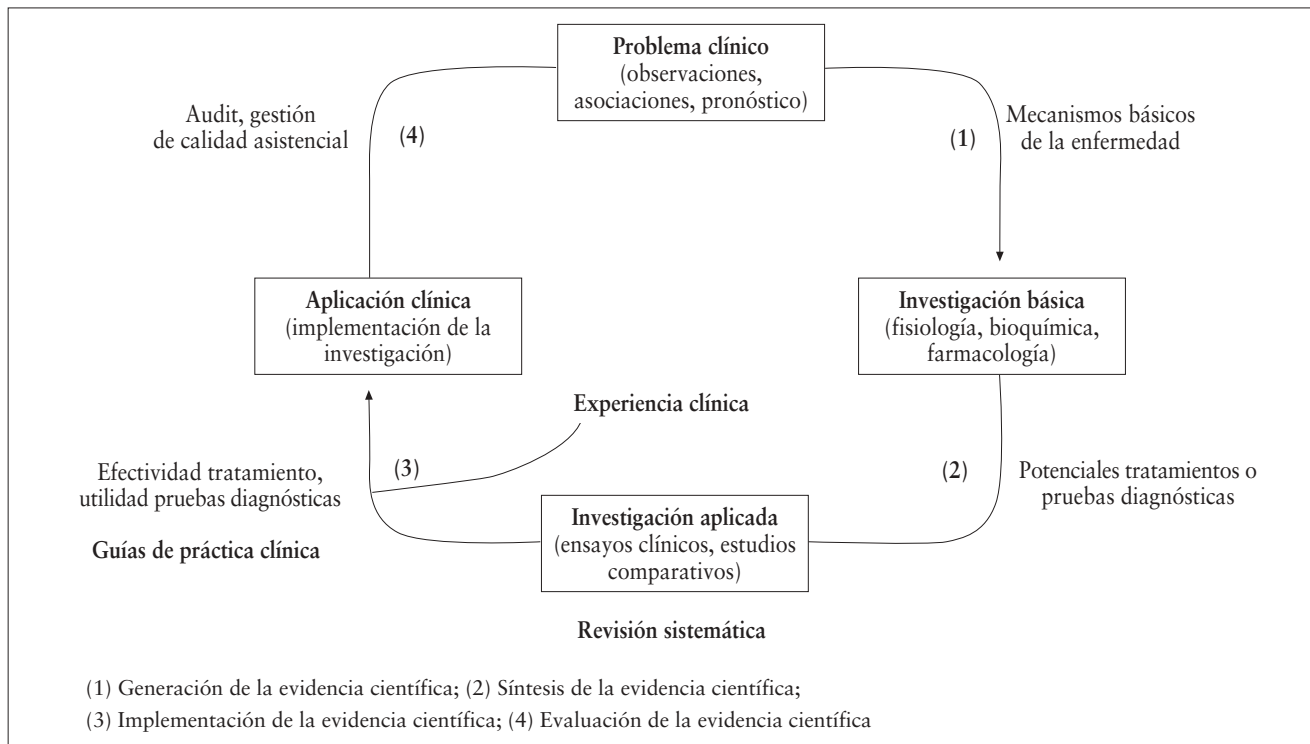 Problema clínico
(observaciones,
asociaciones, pronóstico)
Audit, gestión
de calidad asistencial
(4)
(1)
Mecanismos básicos
de la enfermedad
Aplicación clínica
(implementación de la
investigación)
Investigación básica
(fisiología, bioquímica,
farmacología)
Experiencia clínica
Efectividad tratamiento,
utilidad pruebas diagnósticas
(3)
(2)
Potenciales tratamientos o
pruebas diagnósticas
Guías de práctica clínica
Investigación aplicada
(ensayos clínicos, estudios
comparativos)
Revisión sistemática
(1) Generación de la evidencia científica; (2) Síntesis de la evidencia científica;
(3) Implementación de la evidencia científica; (4) Evaluación de la evidencia científica